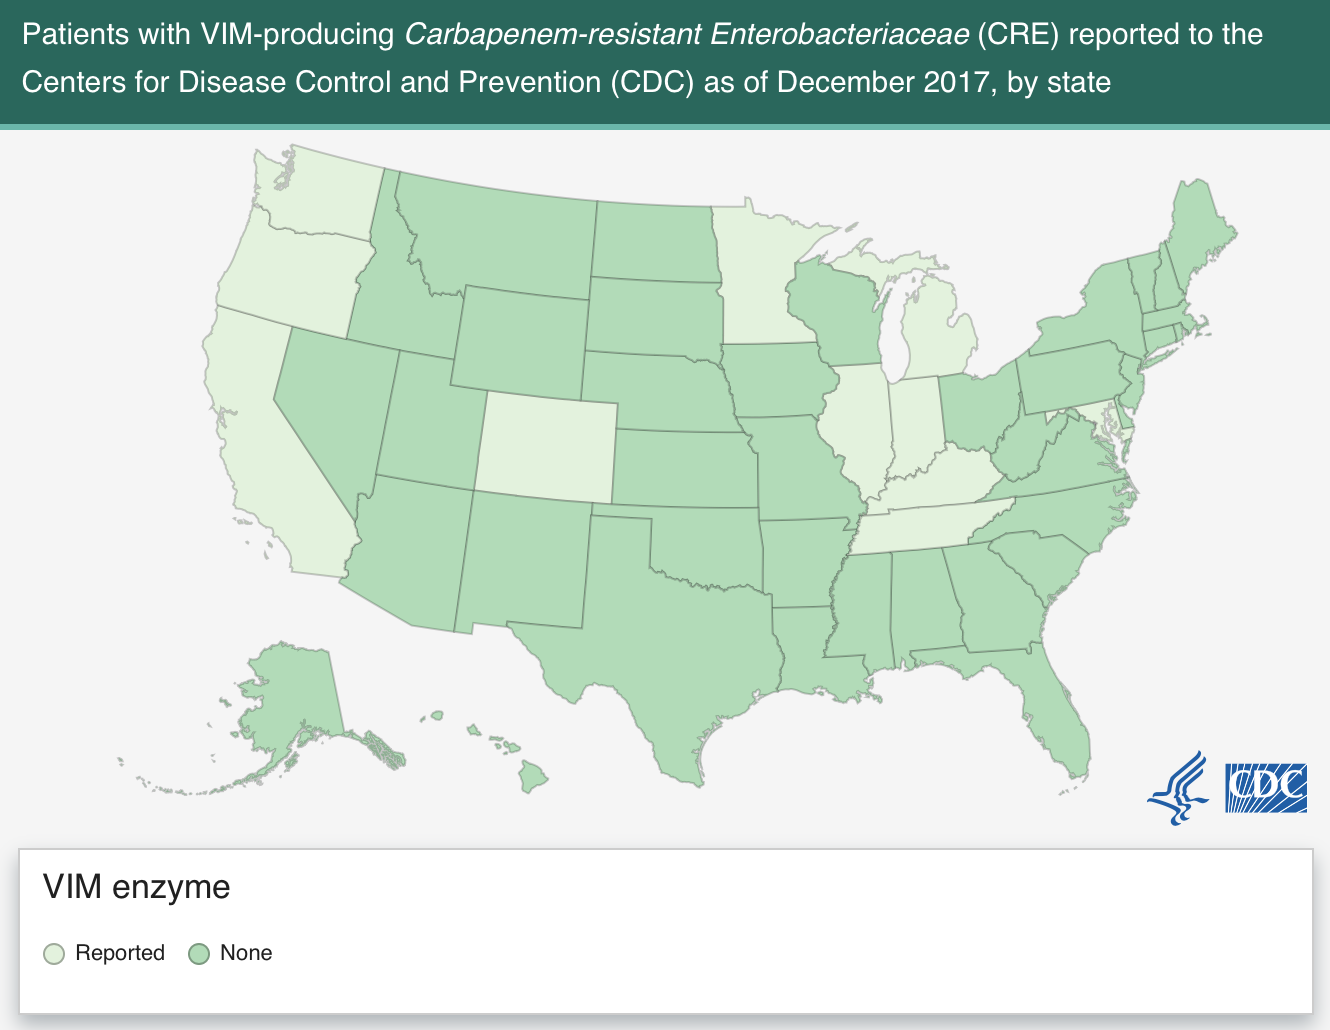 Patients with VIM-producing Carbapenem-resistant Enterobacteriaceae (CRE) reported to the
Centers for Disease Control and Prevention (CDC) as of December 2017, by state
CDC
VIM enzyme
Reported
None